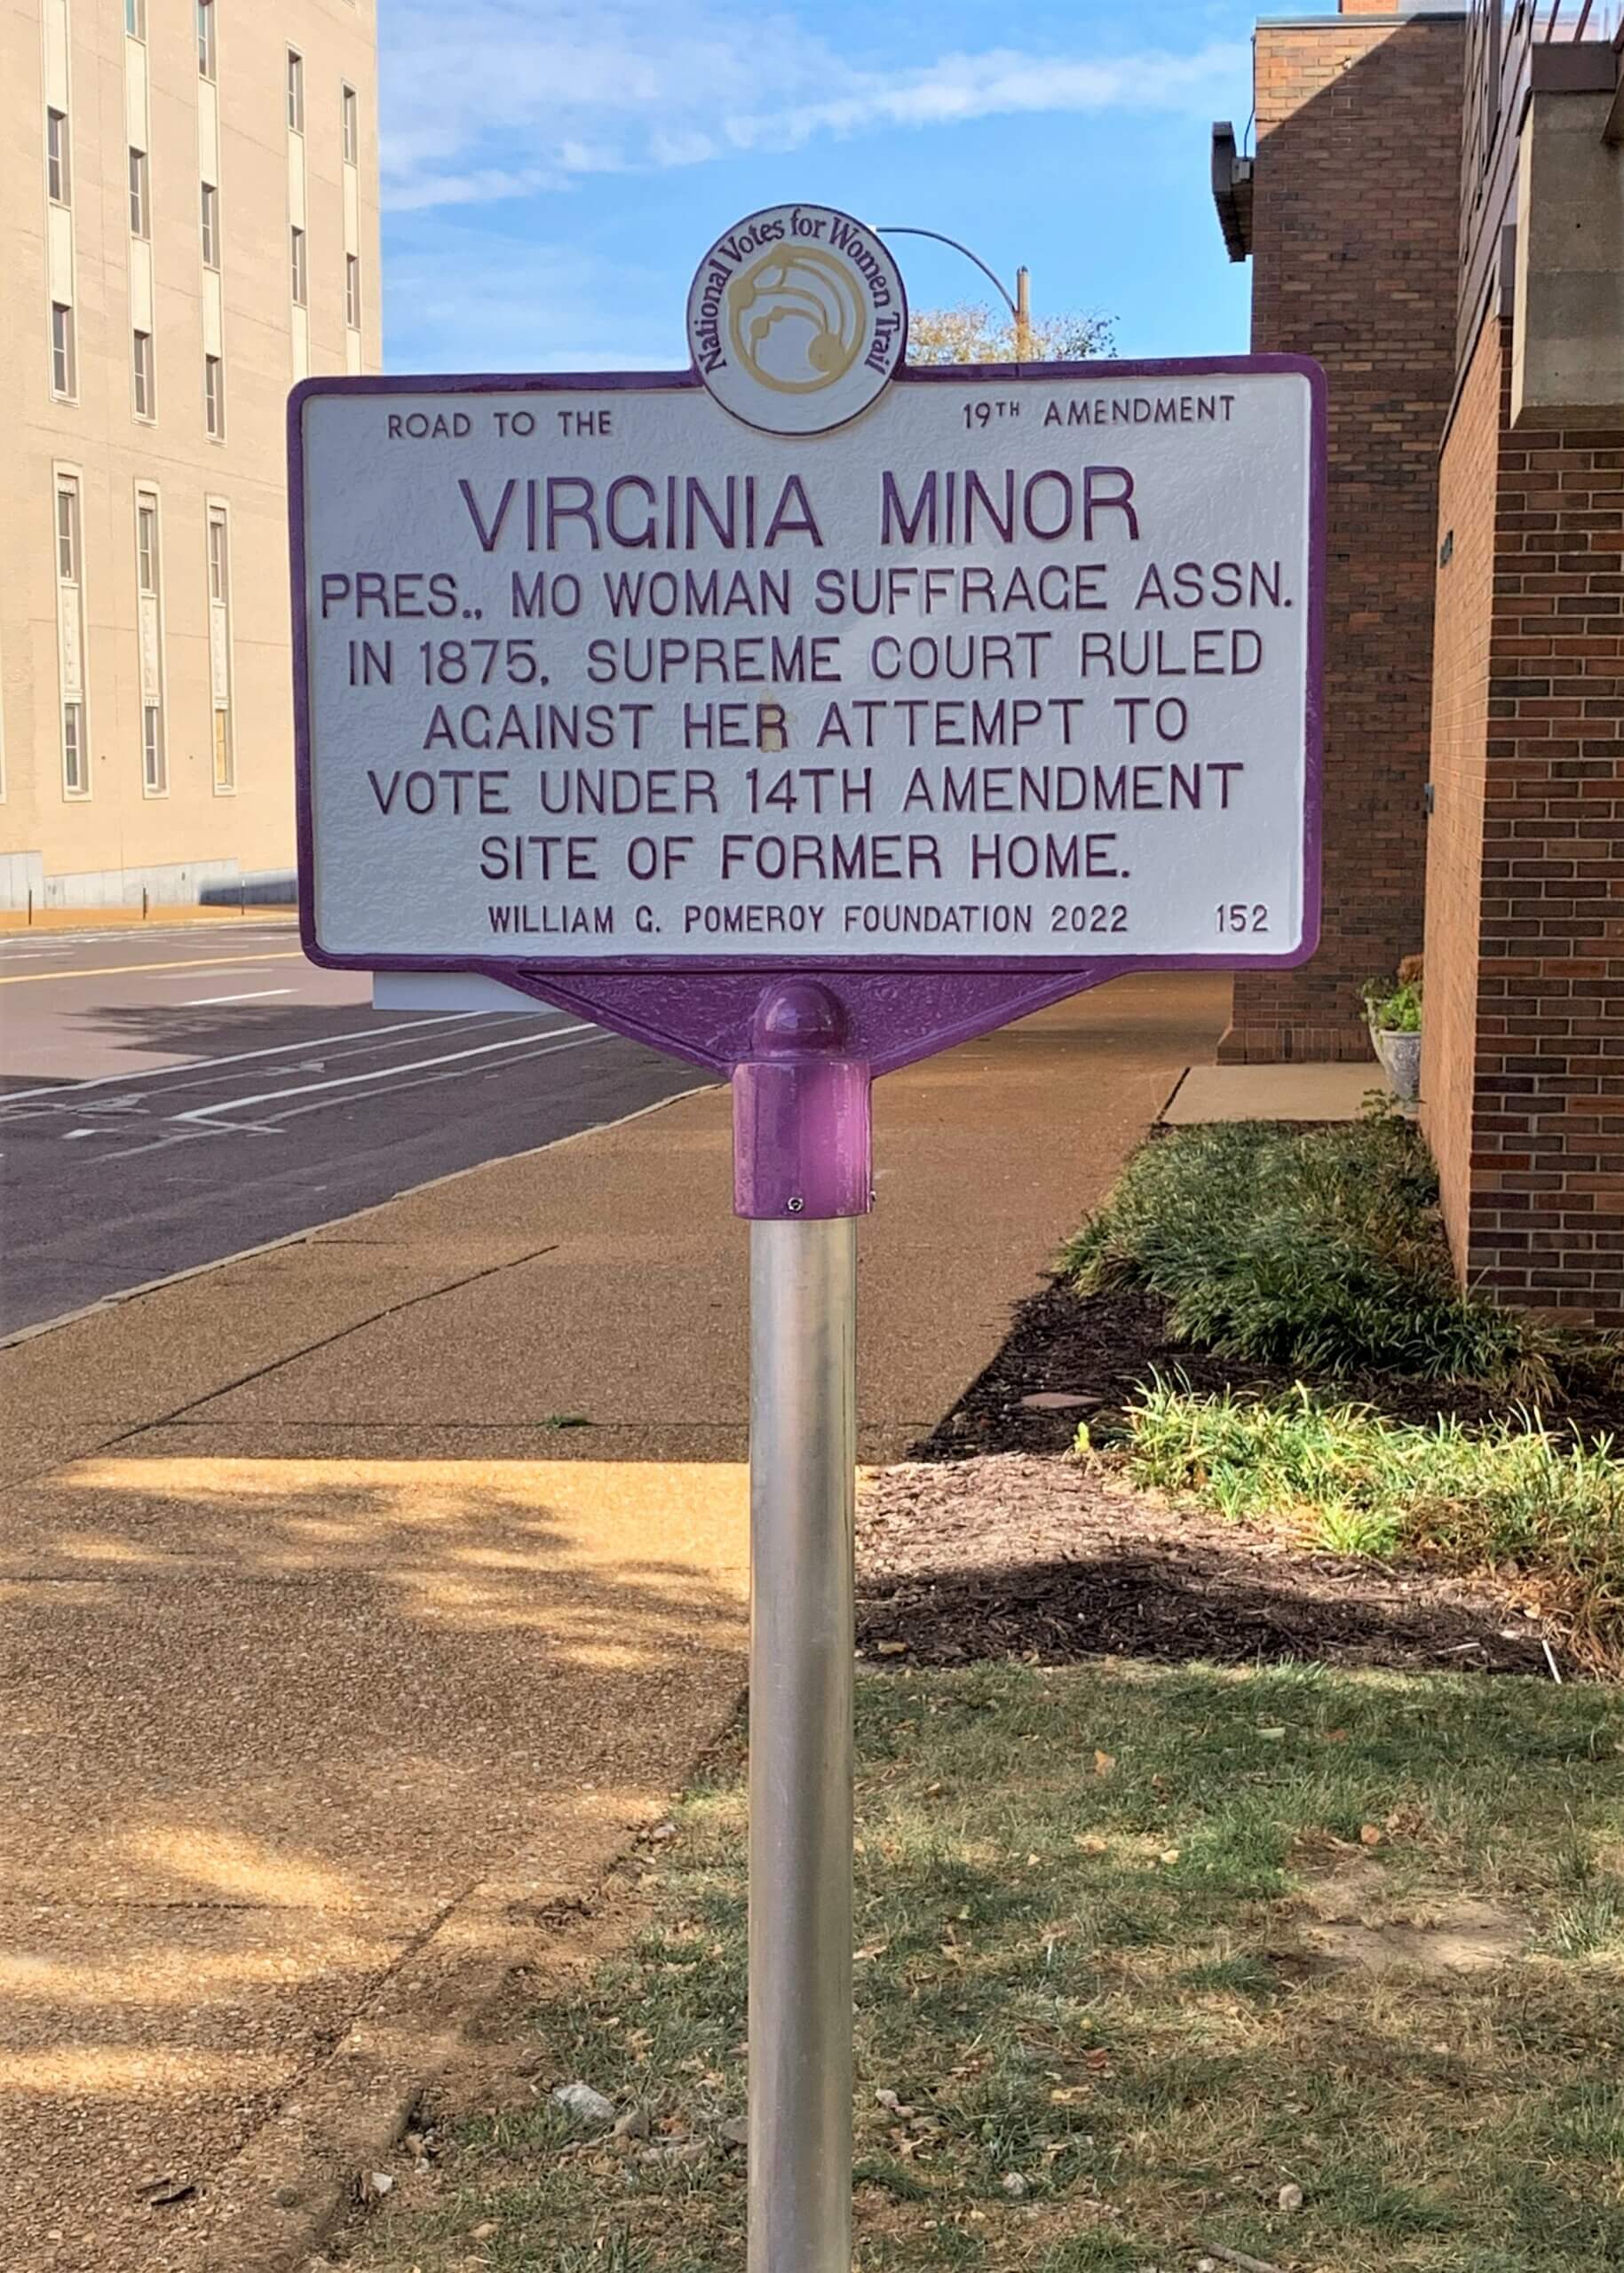 National Votes for Women Trail
ROAD TO THE 19TH AMENDMENT
VIRGINIA MINOR
PRES., MO WOMAN SUFFRAGE ASSN.
IN 1875, SUPREME COURT RULED
AGAINST HER ATTEMPT TO
VOTE UNDER 14TH AMENDMENT
SITE OF FORMER HOME.
WILLIAM G. POMEROY FOUNDATION 2022 152